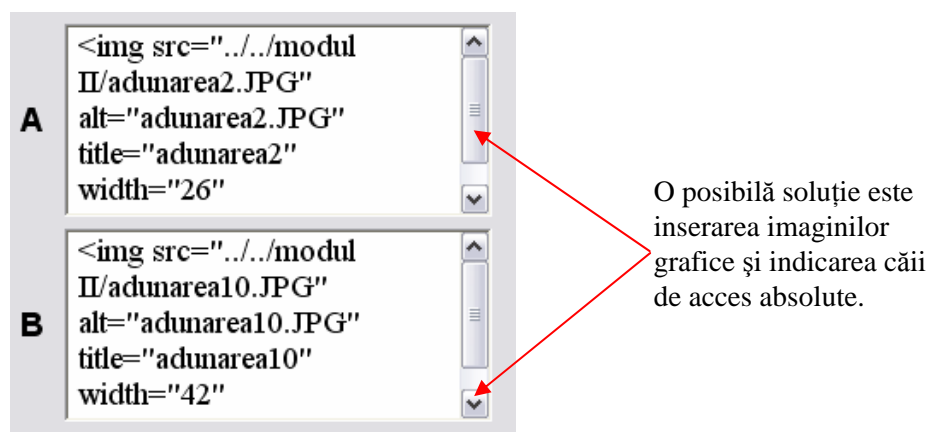 A
<img src="../../modul
II/adunarea2.JPG"
alt="adunarea2.JPG"
title="adunarea2"
width="26"
B
<img src="../../modul
II/adunarea10.JPG"
alt="adunarea10.JPG"
title="adunarea10"
width="42"
O posibilă soluție este
inserarea imaginilor
grafice şi indicarea căii
de acces absolute.